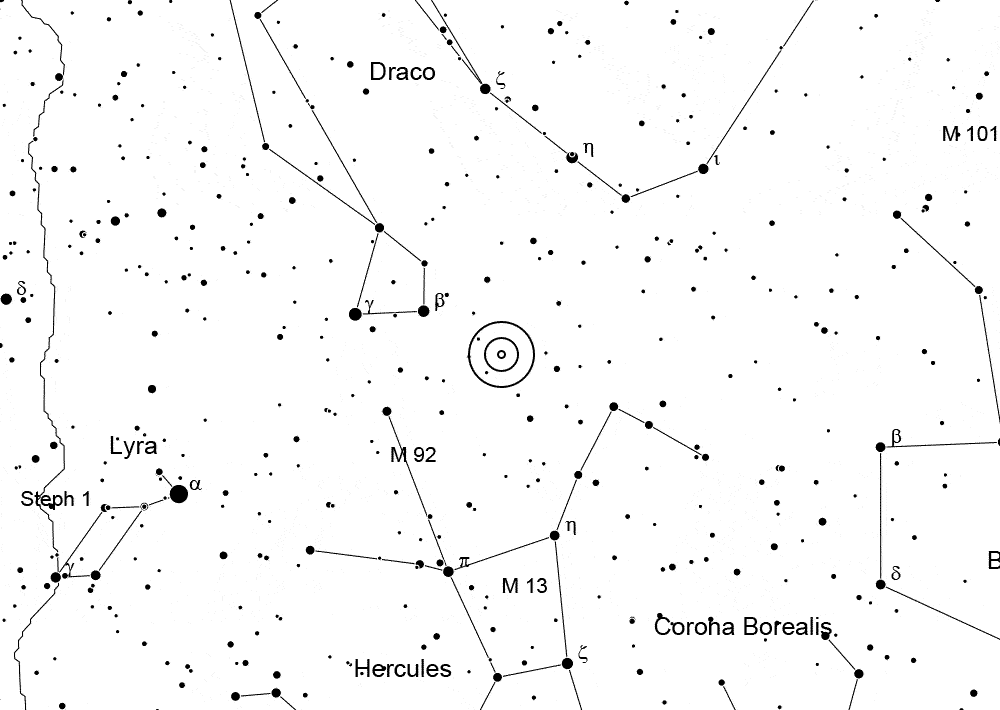 Draco
ζ
M 101
η
ι
δ
γ
β
β
Lyra
M 92
α
Steph 1
η
B
π
γ
δ
M 13
Corona Borealis
ζ
Hercules